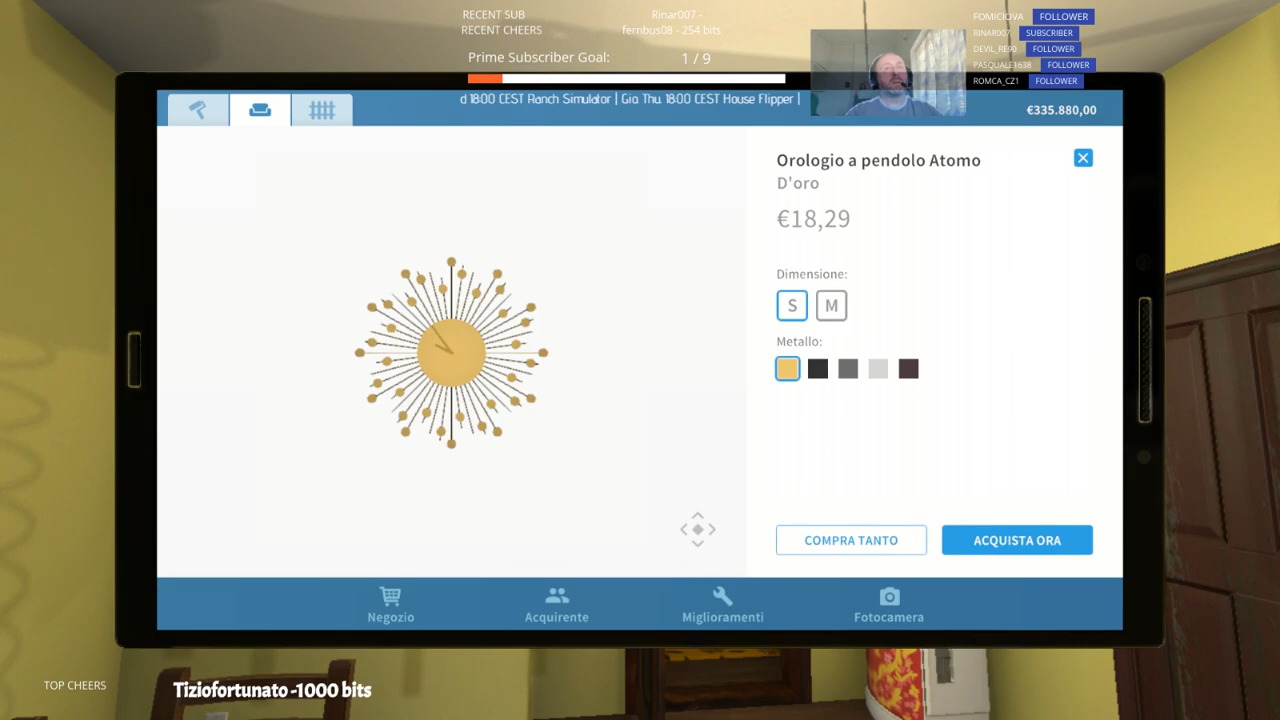 RECENT SUB
Rinar007 -
RECENT CHEERS
fernbus08 - 254 bits
Prime Subscriber Goal:
1 / 9
FOMICIOVA FOLLOWER
RINAR007 SUBSCRIBER
DEVIL_RE90 FOLLOWER
PASQUALE1638 FOLLOWER
ROMCA_CZ1 FOLLOWER
d 18:00 CEST Ranch Simulator | Gio Thu. 18:00 CEST House Flipper |
€335.880,00
Orologio a pendolo Atomo
D'oro
€18,29
Dimensione:
S M
Metallo:
COMPRA TANTO
ACQUISTA ORA
Negozio
Acquirente
Miglioramenti
Fotocamera
TOP CHEERS
Tiziofortunato -1000 bits